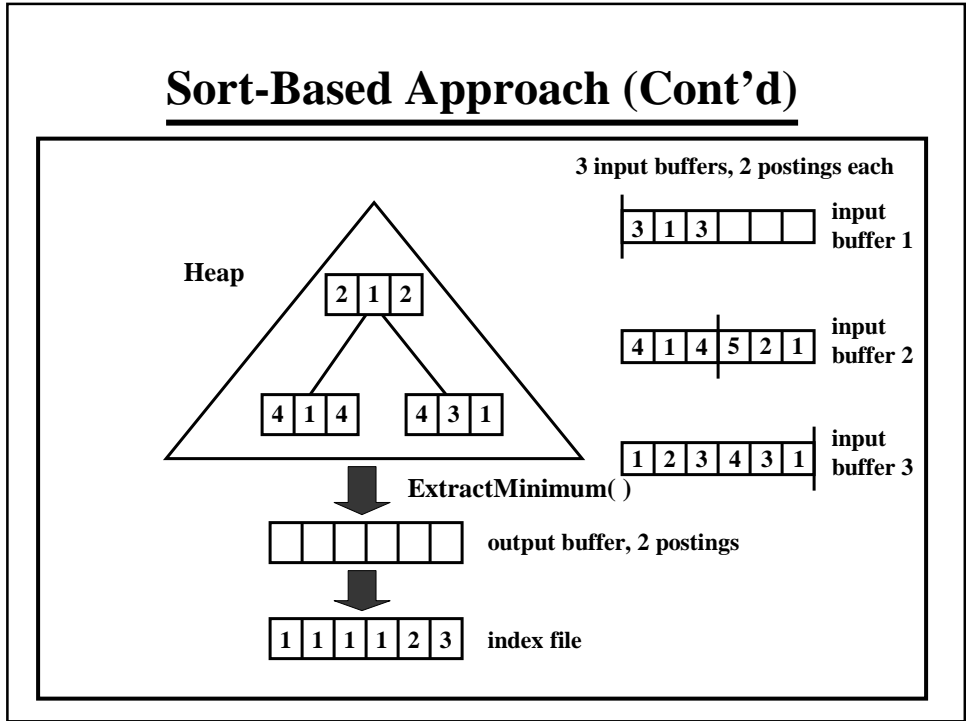 Sort-Based Approach (Cont’d)
3 input buffers, 2 postings each
3 1 3
input
buffer 1
Heap
2 1 2
4 1 4 5 2 1
input
buffer 2
4 1 4
4 3 1
1 2 3 4 3 1
input
buffer 3
ExtractMinimum( )
output buffer, 2 postings
1 1 1 1 2 3
index file